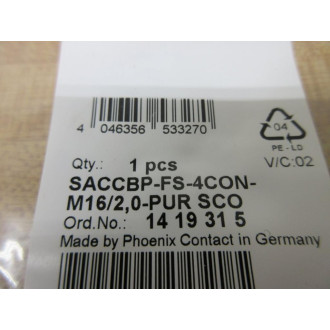 4 046356 533270
04
PE - LD
Qty.: 1 pcs
V/C:02
SACCBP-FS-4CON-
M16/2,0-PUR SCO
Ord.No.: 14 19 31 5
Made by Phoenix Contact in Germany